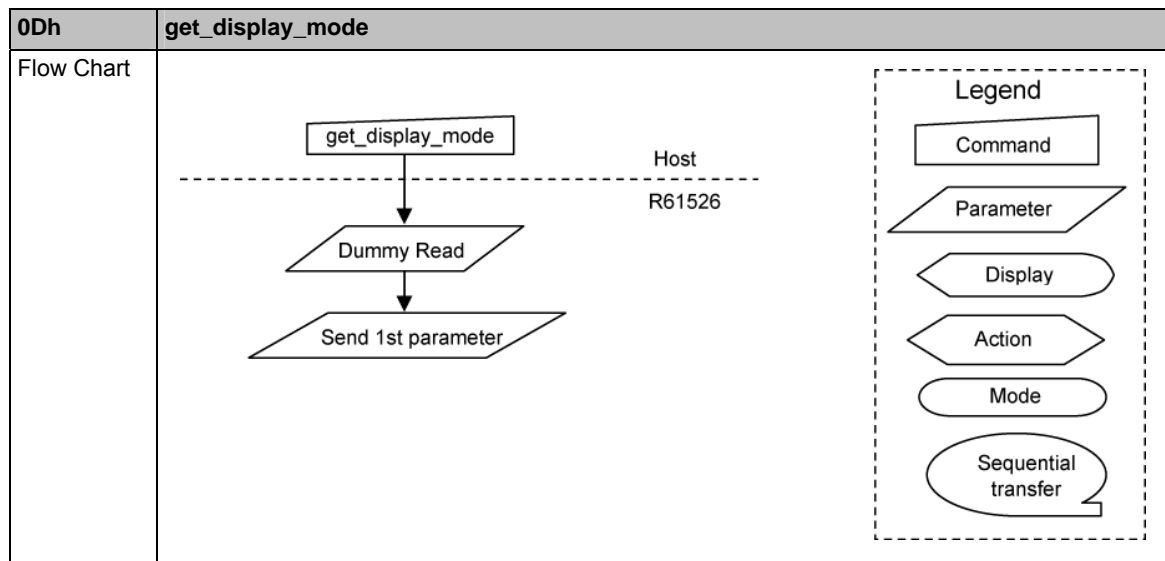 0Dh
get_display_mode
Flow Chart
get_display_mode
Host
R61526
Dummy Read
Send 1st parameter
Legend
Command
Parameter
Display
Action
Mode
Sequential
transfer